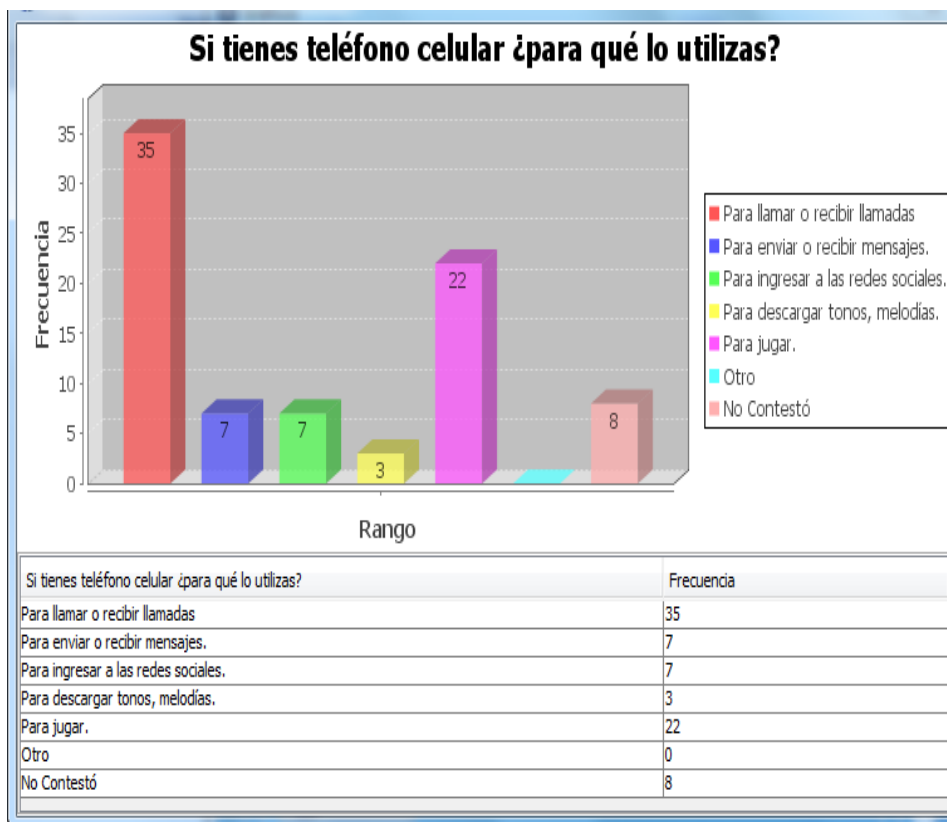 Si tienes teléfono celular ¿para qué lo utilizas?
Frecuencia
35
30
25
20
15
10
5
0
35
7
7
3
22
8
Rango
Para llamar o recibir llamadas
Para enviar o recibir mensajes.
Para ingresar a las redes sociales.
Para descargar tonos, melodías.
Para jugar.
Otro
No Contestó
Si tienes teléfono celular ¿para qué lo utilizas? Frecuencia
Para llamar o recibir llamadas 35
Para enviar o recibir mensajes. 7
Para ingresar a las redes sociales. 7
Para descargar tonos, melodías. 3
Para jugar. 22
Otro 0
No Contestó 8